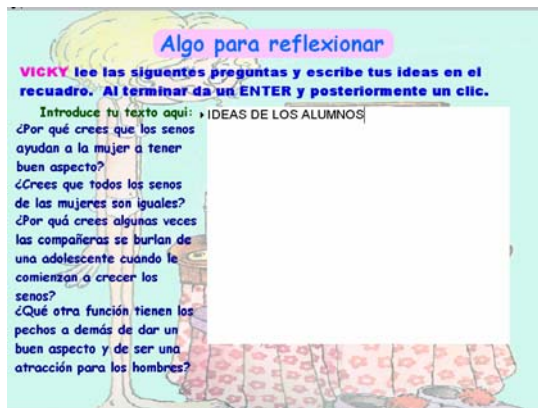 Algo para reflexionar
VICKY lee las siguentes preguntas y escribe tus ideas en el
recuadro. Al terminar da un ENTER y posteriormente un clic.
Introduce tu texto aqui: IDEAS DE LOS ALUMNOS
¿Por qué crees que los senos
ayudan a la mujer a tener
buen aspecto?
¿Crees que todos los senos
de las mujeres son iguales?
¿Por quá crees algunas veces
las compañeras se burlan de
una adolescente cuando le
comienzan a crecer los
senos?
¿Qué otra función tienen los
pechos a demás de dar un
buen aspecto y de ser una
atracción para los hombres?